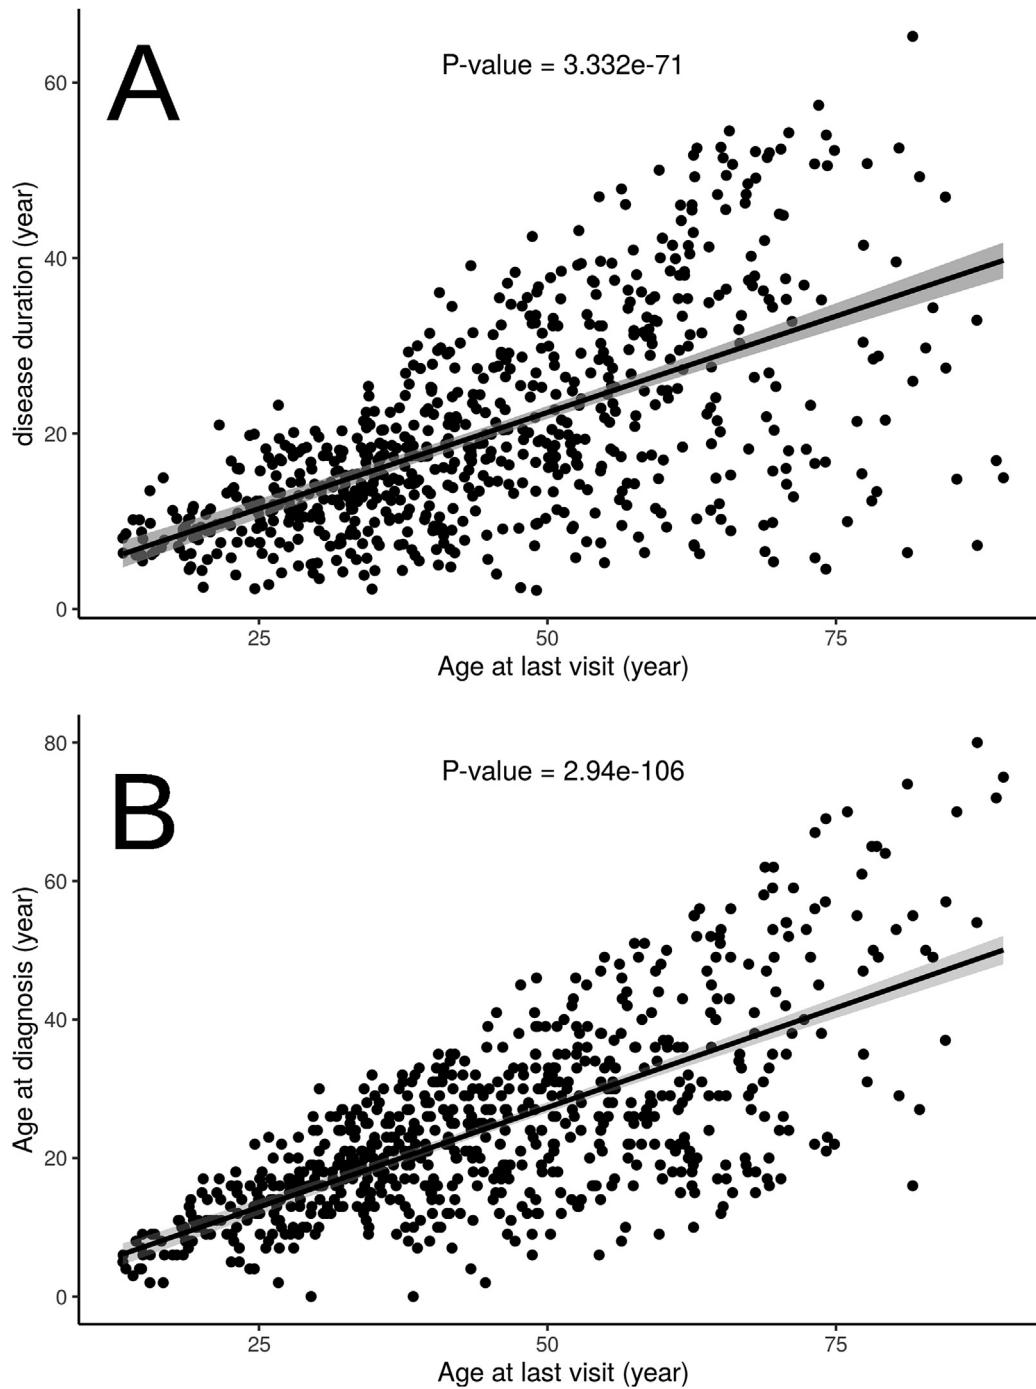 A
P-value = 3.332e-71
60
40
20
0
disease duration (year)
25 50 75
Age at last visit (year)
B
P-value = 2.94e-106
80
60
40
20
0
Age at diagnosis (year)
25 50 75
Age at last visit (year)